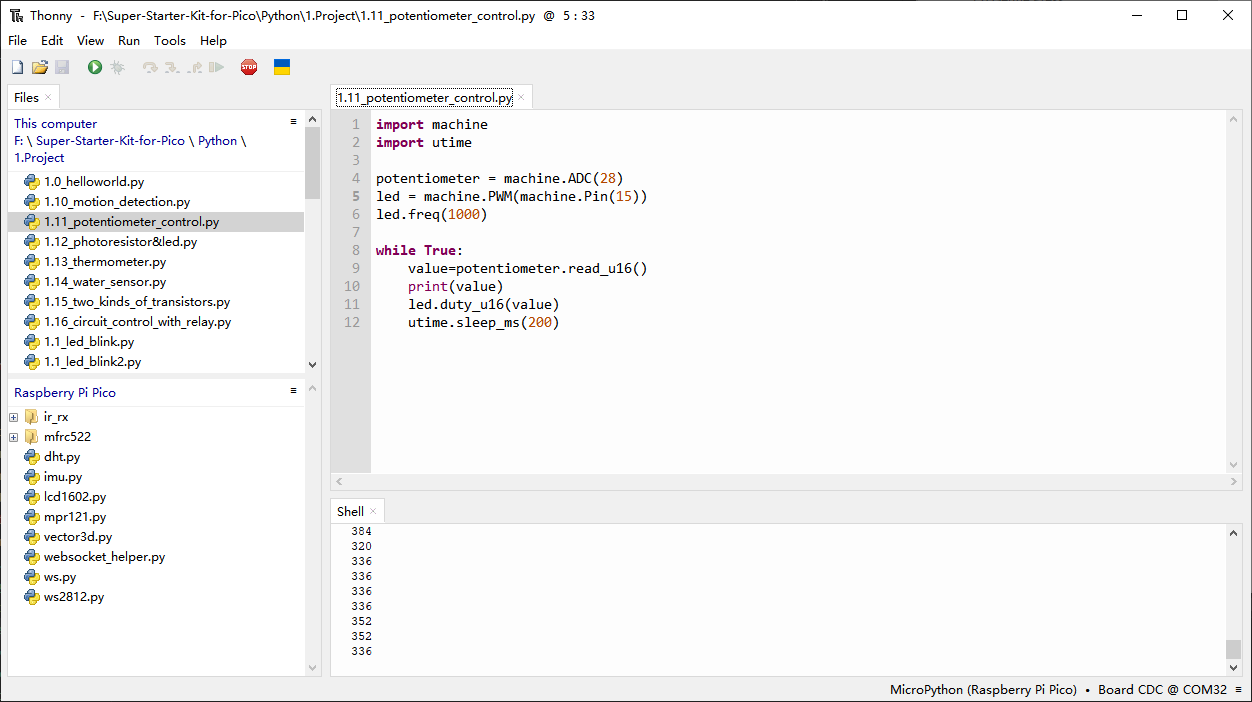 Thonny - F:\Super-Starter-Kit-for-Pico\Python\1.Project\1.11_potentiometer_control.py @ 5 : 33
File Edit View Run Tools Help
STOP
Files
This computer
F: \ Super-Starter-Kit-for-Pico \ Python \
1.Project
1.0_helloworld.py
1.10_motion_detection.py
1.11_potentiometer_control.py
1.12_photoresistor&led.py
1.13_thermometer.py
1.14_water_sensor.py
1.15_two_kinds_of_transistors.py
1.16_circuit_control_with_relay.py
1.1_led_blink.py
1.1_led_blink2.py
Raspberry Pi Pico
ir_rx
mfrc522
dht.py
imu.py
lcd1602.py
mpr121.py
vector3d.py
websocket_helper.py
ws.py
ws2812.py
1.11_potentiometer_control.py
1 import machine
2 import utime
3
4 potentiometer = machine.ADC(28)
5 led = machine.PWM(machine.Pin(15))
6 led.freq(1000)
7
8 while True:
9     value=potentiometer.read_u16()
10     print(value)
11     led.duty_u16(value)
12     utime.sleep_ms(200)
Shell
384
320
336
336
336
336
352
352
336
MicroPython (Raspberry Pi Pico) • Board CDC @ COM32